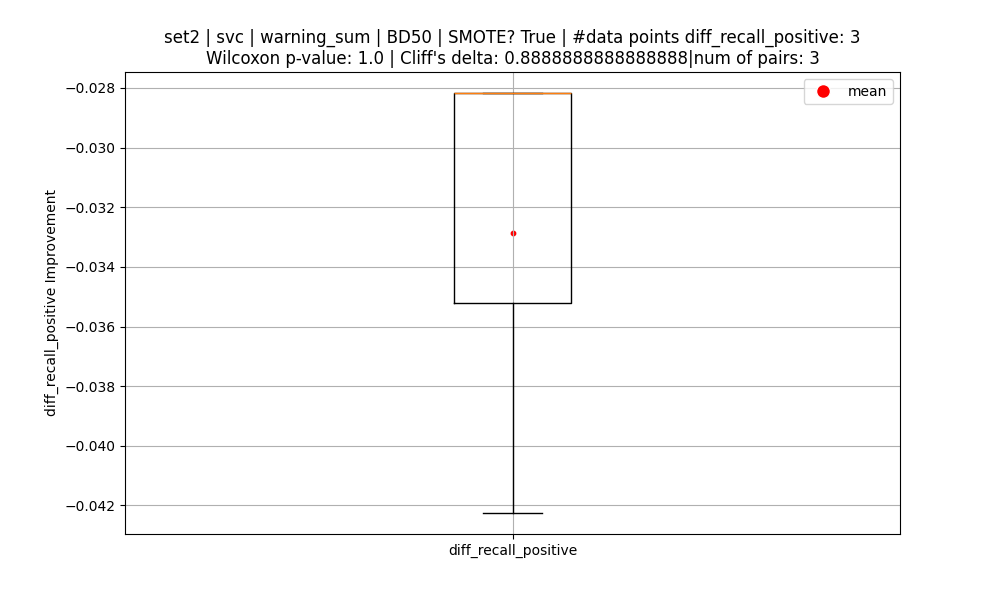 set2 | svc | warning_sum | BD50 | SMOTE? True | #data points diff_recall_positive: 3
Wilcoxon p-value: 1.0 | Cliff's delta: 0.8888888888888888|num of pairs: 3
mean
−0.028
−0.030
−0.032
−0.034
−0.036
−0.038
−0.040
−0.042
diff_recall_positive Improvement
diff_recall_positive